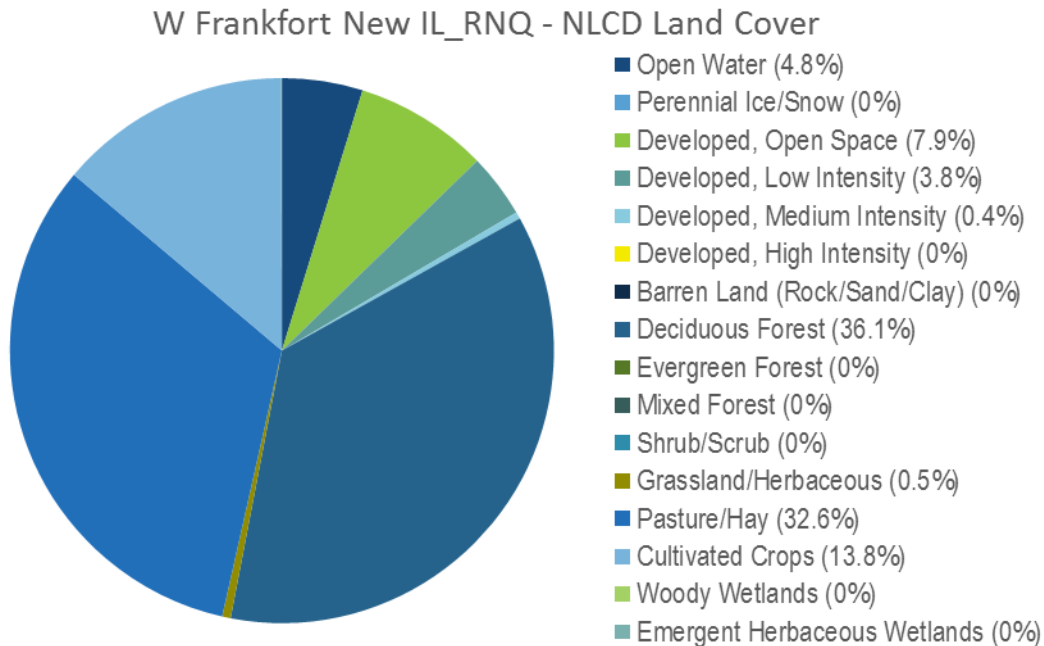 W Frankfort New IL_RNQ - NLCD Land Cover
Open Water (4.8%)
Perennial Ice/Snow (0%)
Developed, Open Space (7.9%)
Developed, Low Intensity (3.8%)
Developed, Medium Intensity (0.4%)
Developed, High Intensity (0%)
Barren Land (Rock/Sand/Clay) (0%)
Deciduous Forest (36.1%)
Evergreen Forest (0%)
Mixed Forest (0%)
Shrub/Scrub (0%)
Grassland/Herbaceous (0.5%)
Pasture/Hay (32.6%)
Cultivated Crops (13.8%)
Woody Wetlands (0%)
Emergent Herbaceous Wetlands (0%)